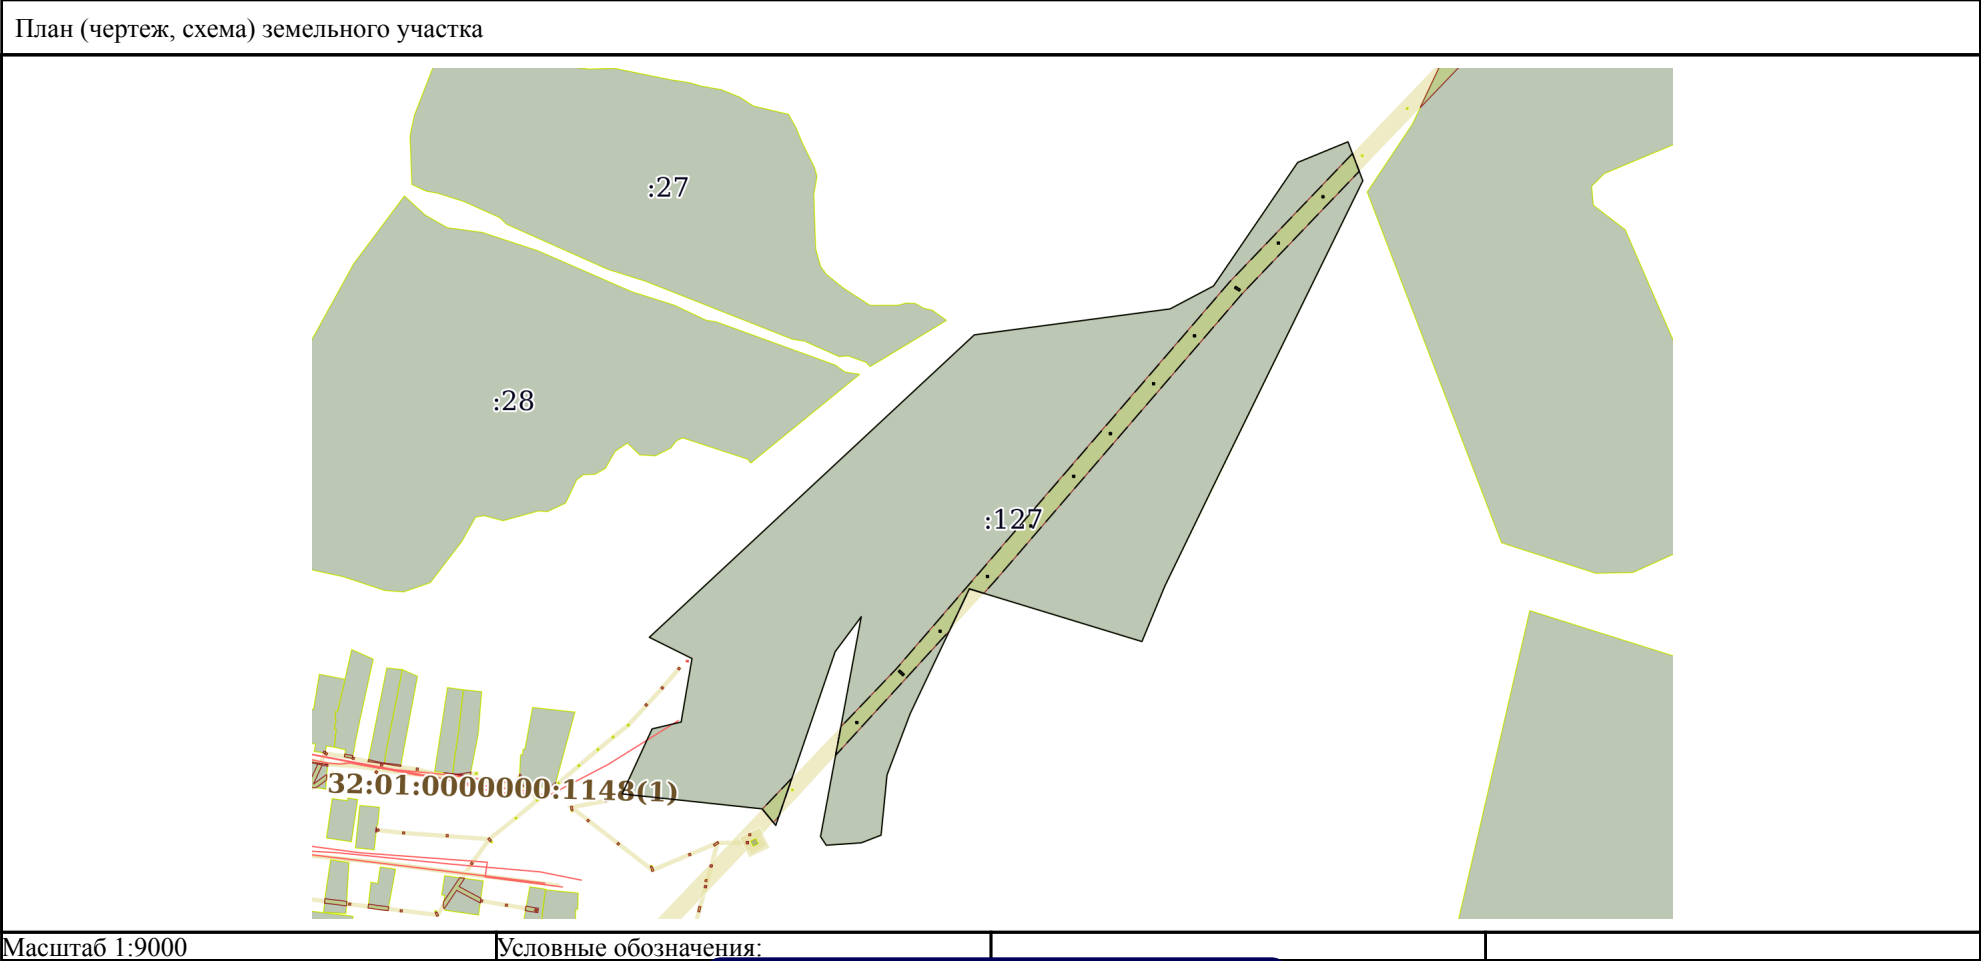 План (чертеж, схема) земельного участка
:27
:28
:127
32:01:0000000:1148(1)
Масштаб 1:9000
Условные обозначения: